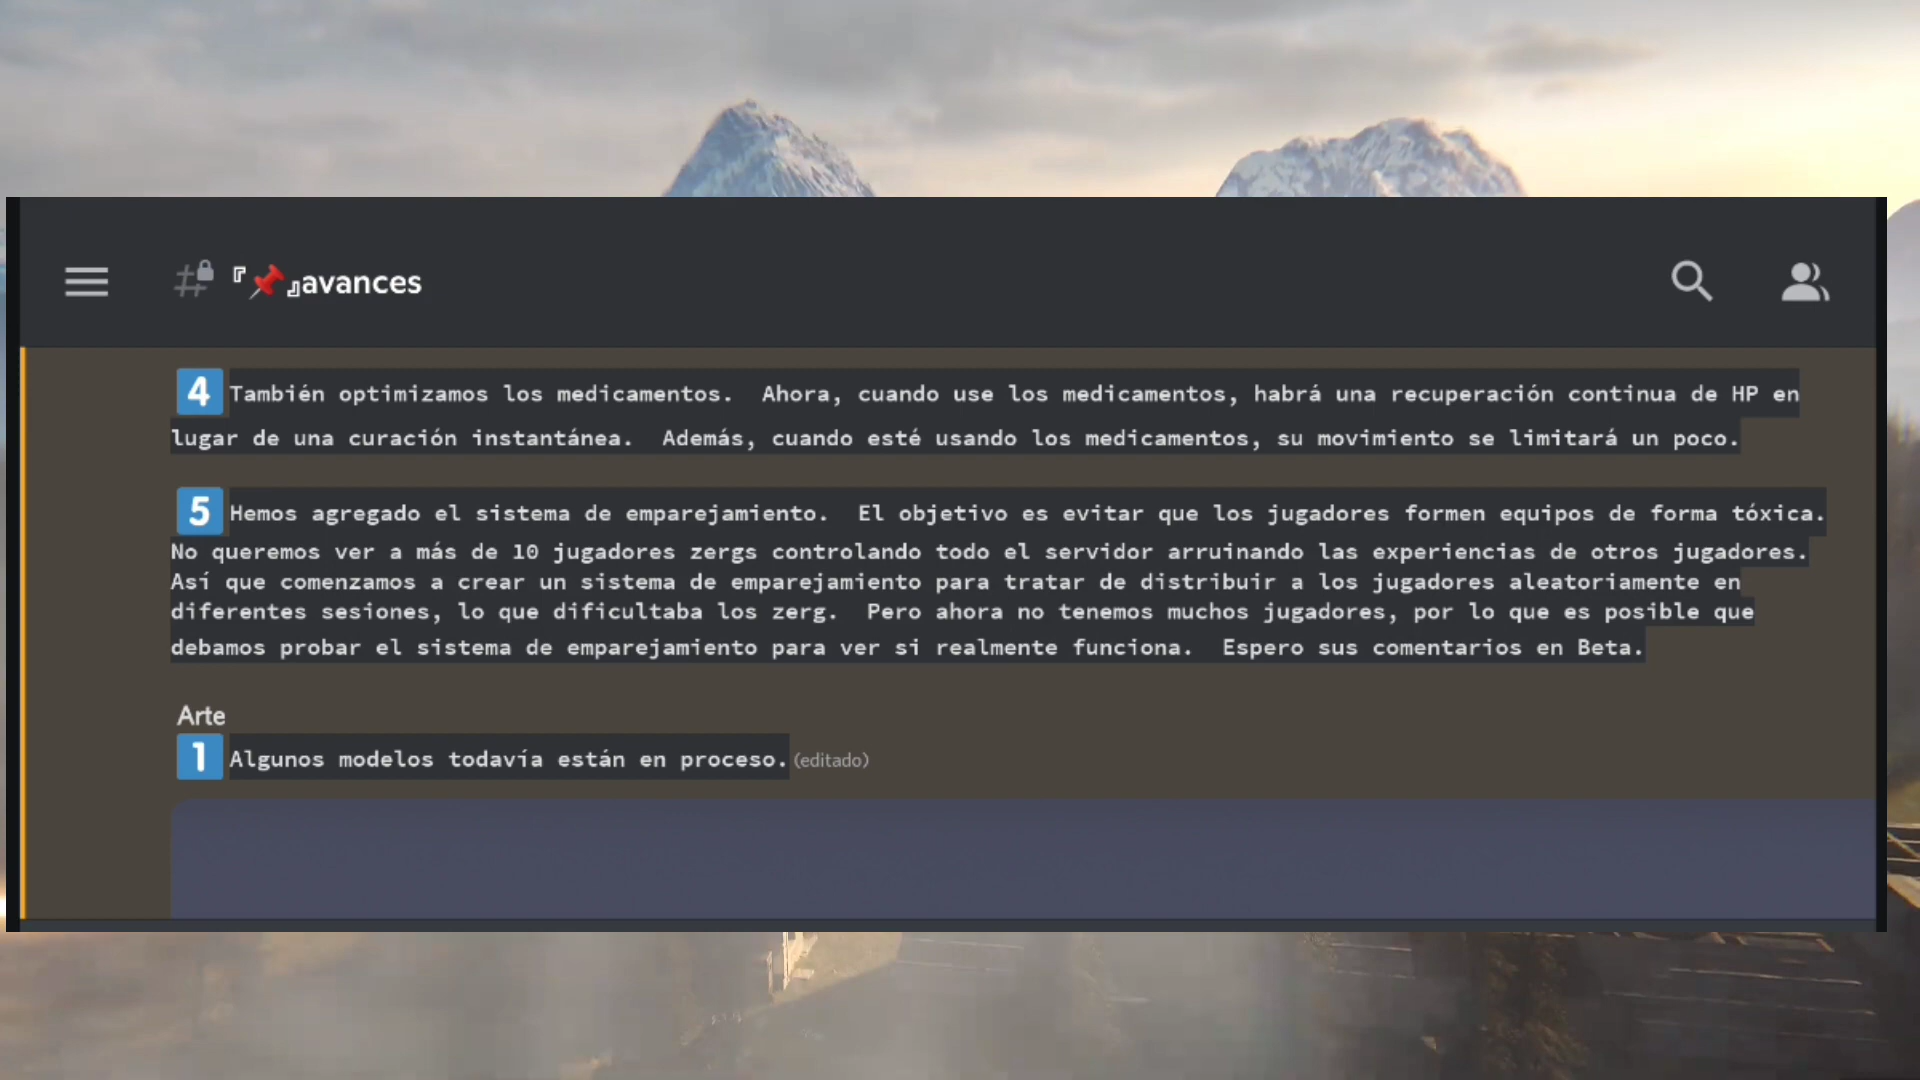 『📌』avances
4 También optimizamos los medicamentos.  Ahora, cuando use los medicamentos, habrá una recuperación continua de HP en
lugar de una curación instantánea.  Además, cuando esté usando los medicamentos, su movimiento se limitará un poco.
5 Hemos agregado el sistema de emparejamiento.  El objetivo es evitar que los jugadores formen equipos de forma tóxica.
No queremos ver a más de 10 jugadores zergs controlando todo el servidor arruinando las experiencias de otros jugadores.
Así que comenzamos a crear un sistema de emparejamiento para tratar de distribuir a los jugadores aleatoriamente en
diferentes sesiones, lo que dificultaba los zerg.  Pero ahora no tenemos muchos jugadores, por lo que es posible que
debamos probar el sistema de emparejamiento para ver si realmente funciona.  Espero sus comentarios en Beta.
Arte
1 Algunos modelos todavía están en proceso. (editado)